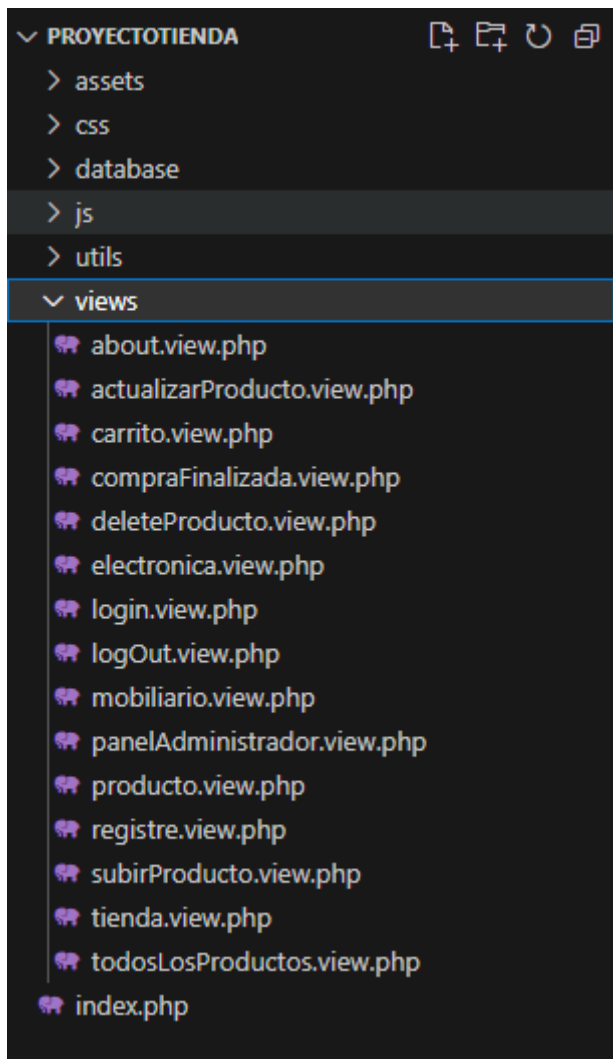 PROYECTOTIENDA
assets
css
database
js
utils
views
about.view.php
actualizarProducto.view.php
carrito.view.php
compraFinalizada.view.php
deleteProducto.view.php
electronica.view.php
login.view.php
logOut.view.php
mobiliario.view.php
panelAdministrador.view.php
producto.view.php
registre.view.php
subirProducto.view.php
tienda.view.php
todosLosProductos.view.php
index.php